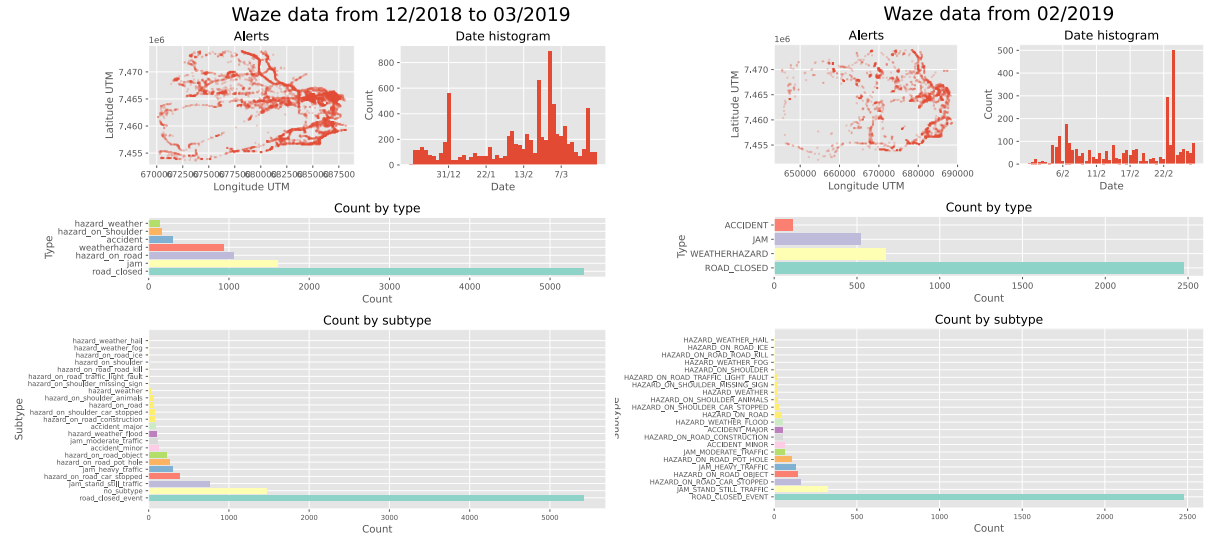 Waze data from 12/2018 to 03/2019
Alerts
1e6
Latitude UTM
7,470
7,465
7,460
7,455
670000
672500
675000
677500
680000
682500
685000
687500
Longitude UTM
Date histogram
Count
800
600
400
200
0
31/12
22/1
13/2
7/3
Date
Count by type
Type
hazard_weather
hazard_on_shoulder
accident
weatherhazard
hazard_on_road
jam
road_closed
0 1000 2000 3000 4000 5000
Count
Count by subtype
Subtype
hazard_weather_hail
hazard_weather_fog
hazard_on_road_ice
hazard_on_shoulder
hazard_on_road_road_kill
hazard_on_road_traffic_light_fault
hazard_on_shoulder_missing_sign
hazard_weather
hazard_on_shoulder_animals
hazard_on_road
hazard_on_shoulder_car_stopped
hazard_on_road_construction
accident_major
hazard_weather_flood
jam_moderate_traffic
accident_minor
hazard_on_road_object
hazard_on_road_pot_hole
jam_heavy_traffic
hazard_on_road_car_stopped
jam_stand_still_traffic
no_subtype
road_closed_event
0 1000 2000 3000 4000 5000
Count
Waze data from 02/2019
Alerts
1e6
Latitude UTM
7,470
7,465
7,460
7,455
650000 660000 670000 680000 690000
Longitude UTM
Date histogram
Count
500
400
300
200
100
0
6/2
11/2
17/2
22/2
Date
Count by type
Type
ACCIDENT
JAM
WEATHERHAZARD
ROAD_CLOSED
0 500 1000 1500 2000 2500
Count
Count by subtype
Subtype
HAZARD_WEATHER_HAIL
HAZARD_ON_ROAD_ICE
HAZARD_ON_ROAD_ROAD_KILL
HAZARD_WEATHER_FOG
HAZARD_ON_SHOULDER
HAZARD_ON_ROAD_TRAFFIC_LIGHT_FAULT
HAZARD_ON_SHOULDER_MISSING_SIGN
HAZARD_WEATHER
HAZARD_ON_SHOULDER_ANIMALS
HAZARD_ON_SHOULDER_CAR_STOPPED
HAZARD_ON_ROAD
HAZARD_WEATHER_FLOOD
ACCIDENT_MAJOR
HAZARD_ON_ROAD_CONSTRUCTION
ACCIDENT_MINOR
JAM_MODERATE_TRAFFIC
HAZARD_ON_ROAD_POT_HOLE
JAM_HEAVY_TRAFFIC
HAZARD_ON_ROAD_OBJECT
HAZARD_ON_ROAD_CAR_STOPPED
JAM_STAND_STILL_TRAFFIC
ROAD_CLOSED_EVENT
0 500 1000 1500 2000 2500
Count